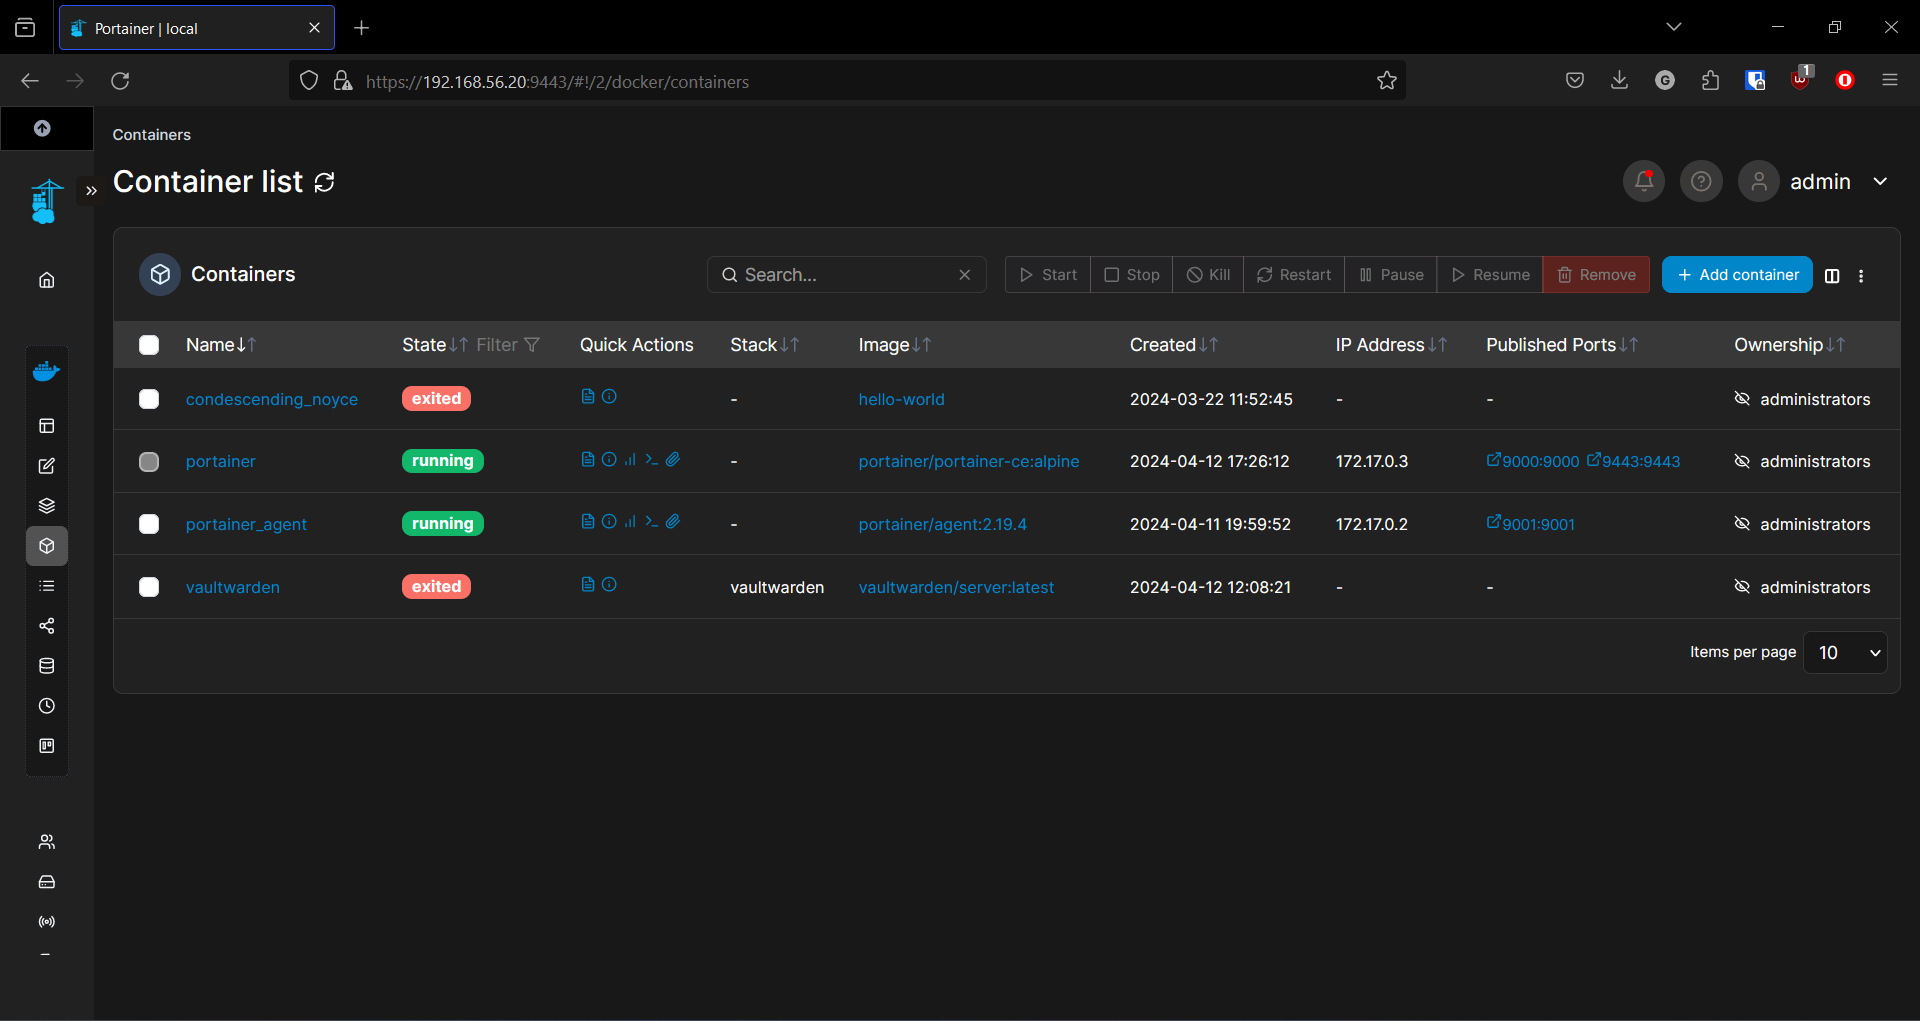 Portainer | local
https://192.168.56.20:9443/#!/2/docker/containers
1
Containers
Container list
admin
Containers
Search...
Start Stop Kill Restart Pause Resume Remove
Add container
Name State Filter Quick Actions Stack Image Created IP Address Published Ports Ownership
condescending_noyce exited - hello-world 2024-03-22 11:52:45 - - administrators
portainer running - portainer/portainer-ce:alpine 2024-04-12 17:26:12 172.17.0.3 9000:9000 9443:9443 administrators
portainer_agent running - portainer/agent:2.19.4 2024-04-11 19:59:52 172.17.0.2 9001:9001 administrators
vaultwarden exited vaultwarden vaultwarden/server:latest 2024-04-12 12:08:21 - - administrators
Items per page 10